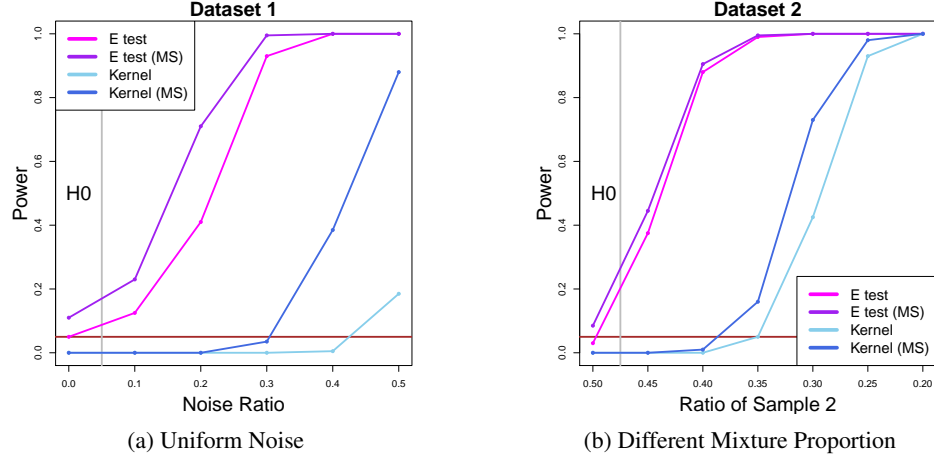 Dataset 1
E test
E test (MS)
Kernel
Kernel (MS)
H0
Power
0.0
0.2
0.4
0.6
0.8
1.0
0.0 0.1 0.2 0.3 0.4 0.5
Noise Ratio
(a) Uniform Noise
Dataset 2
H0
E test
E test (MS)
Kernel
Kernel (MS)
Power
0.0
0.2
0.4
0.6
0.8
1.0
0.50 0.45 0.40 0.35 0.30 0.25 0.20
Ratio of Sample 2
(b) Different Mixture Proportion